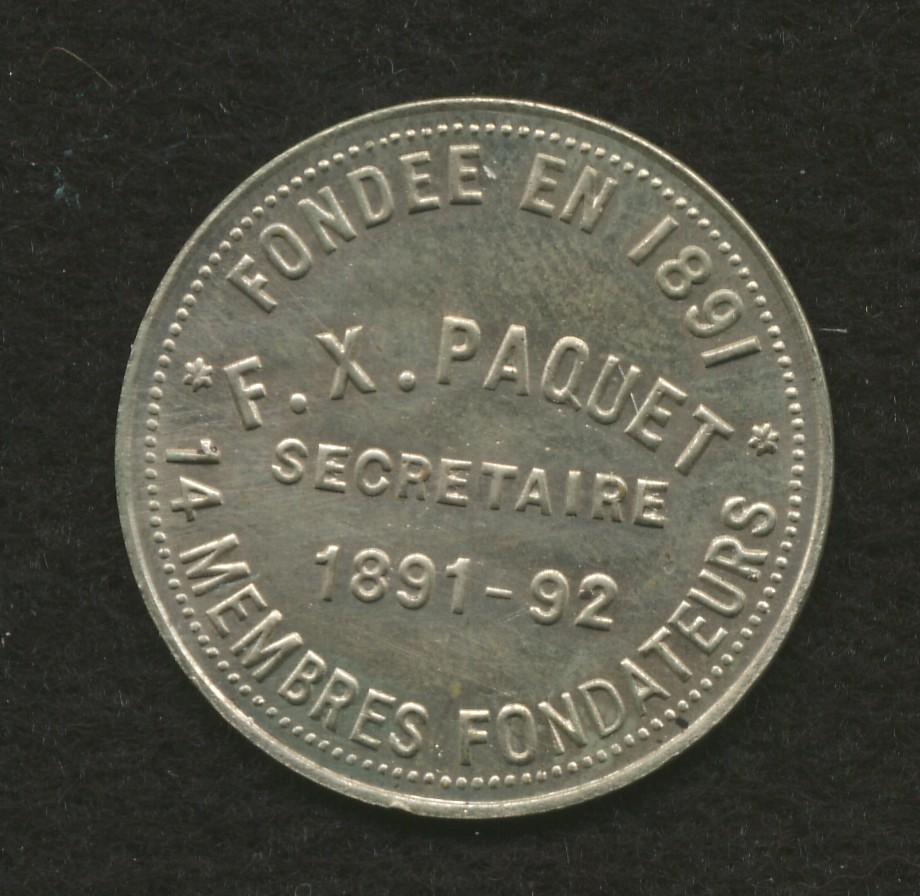 FONDEE EN 1891
F. X. PAQUET
SECRETAIRE
1891-92
* 14 MEMBRES FONDATEURS *